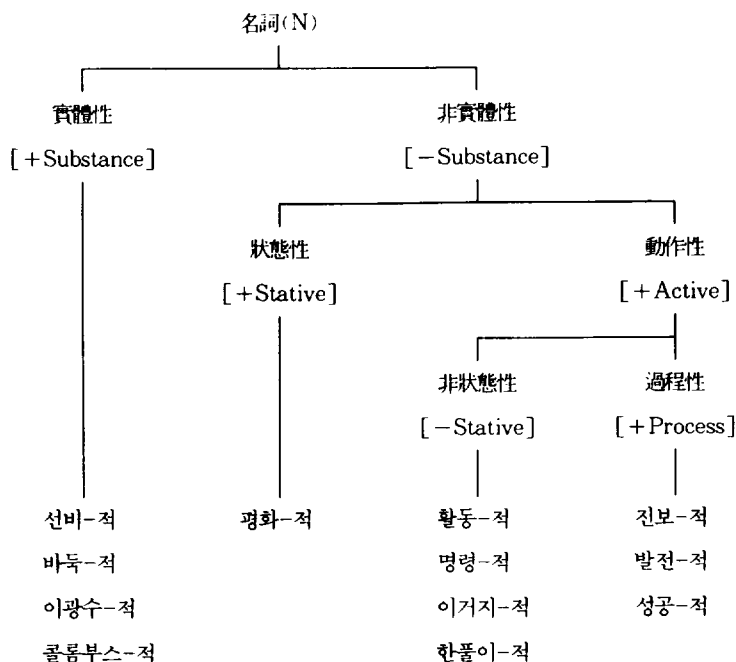 名詞(N)
實體性 非實體性
[+Substance] [-Substance]
狀態性 動作性
[+Stative] [+Active]
非狀態性 過程性
[-Stative] [+Process]
선비-적 평화-적 활동-적 진보-적
바둑-적 명령-적 발전-적
이광수-적 이거지-적 성공-적
콜롬부스-적 한풀이-적